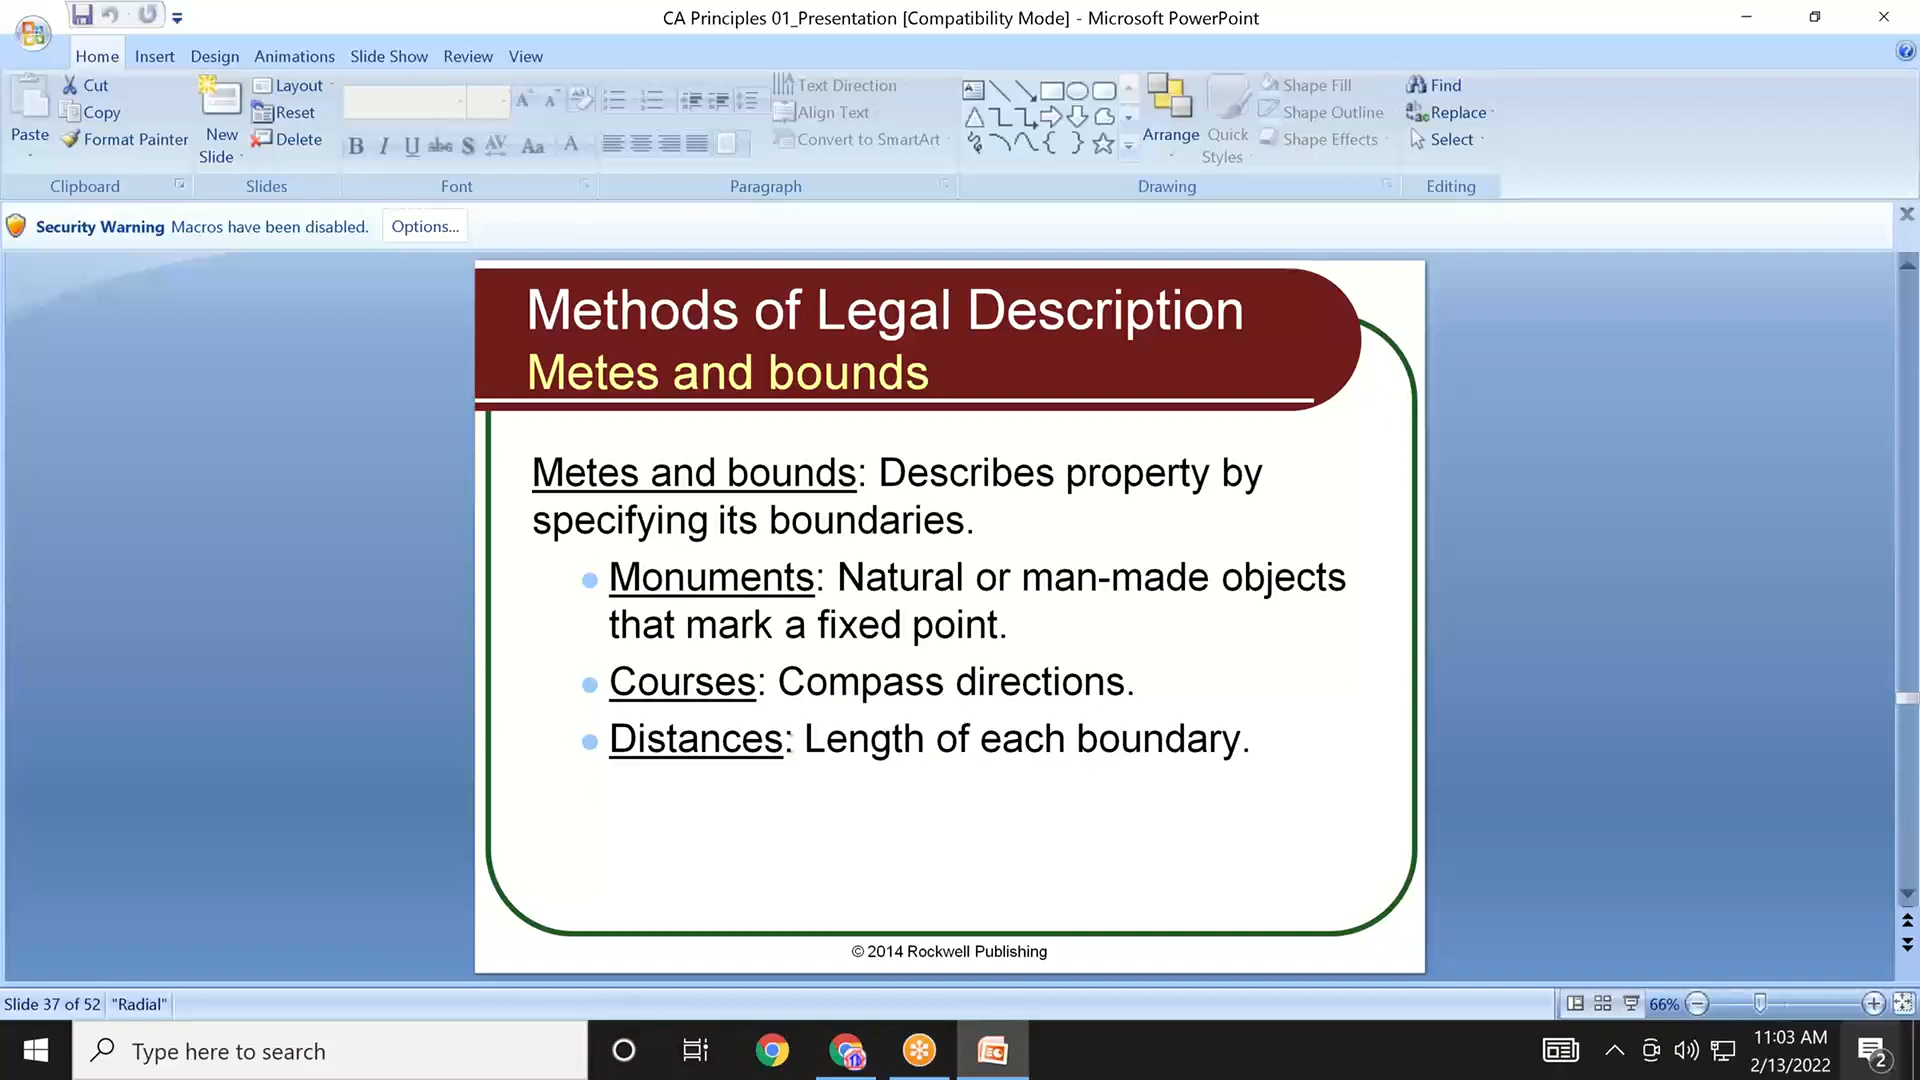 CA Principles 01_Presentation [Compatibility Mode] - Microsoft PowerPoint
Home Insert Design Animations Slide Show Review View
Paste
Cut
Copy
Format Painter
Clipboard
New
Slide
Layout
Reset
Delete
Slides
B I U abc S AV Aa A
Font
Text Direction
Align Text
Convert to SmartArt
Paragraph
Arrange
Quick
Styles
Shape Fill
Shape Outline
Shape Effects
Drawing
Find
Replace
Select
Editing
Security Warning Macros have been disabled. Options...
Methods of Legal Description
Metes and bounds
Metes and bounds: Describes property by
specifying its boundaries.
Monuments: Natural or man-made objects
that mark a fixed point.
Courses: Compass directions.
Distances: Length of each boundary.
© 2014 Rockwell Publishing
Slide 37 of 52 "Radial" 66%
Type here to search
11:03 AM
2/13/2022
2